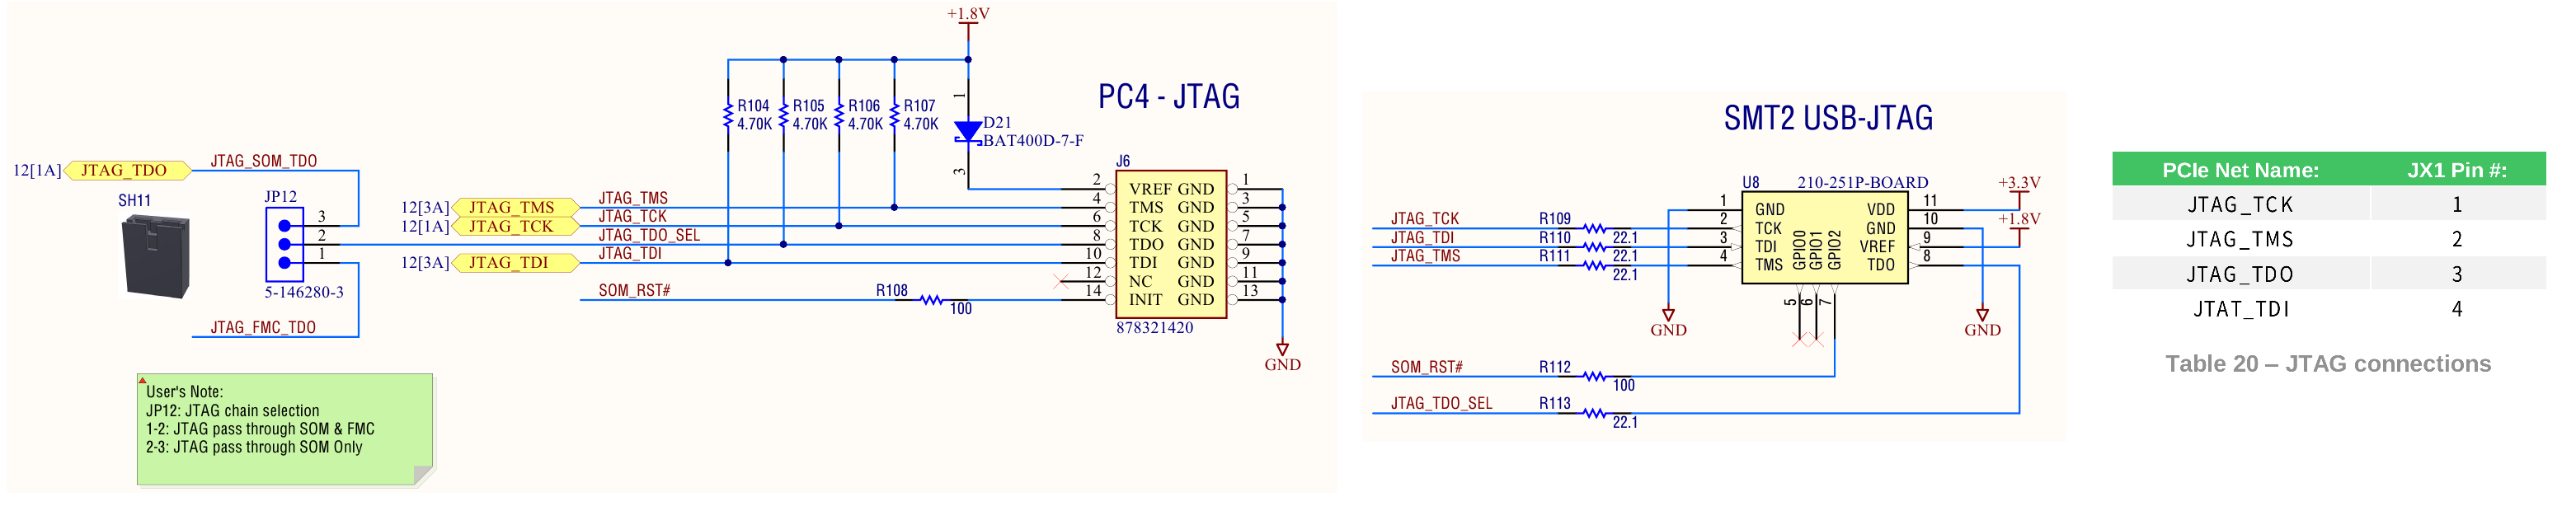 +1.8V
PC4 - JTAG
R104
4.70K
R105
4.70K
R106
4.70K
R107
4.70K
1
D21
BAT400D-7-F
3
12[1A]
JTAG_TDO
JTAG_SOM_TDO
SH11
JP12
3
2
1
5-146280-3
JTAG_FMC_TDO
12[3A]
JTAG_TMS
JTAG_TMS
12[1A]
JTAG_TCK
JTAG_TCK
JTAG_TDO_SEL
12[3A]
JTAG_TDI
JTAG_TDI
SOM_RST#
R108
100
J6
2 VREF GND 1
4 TMS GND 3
6 TCK GND 5
8 TDO GND 7
10 TDI GND 9
12 NC GND 11
14 INIT GND 13
878321420
GND
User's Note:
JP12: JTAG chain selection
1-2: JTAG pass through SOM & FMC
2-3: JTAG pass through SOM Only
SMT2 USB-JTAG
U8
210-251P-BOARD
+3.3V
+1.8V
JTAG_TCK R109 22.1
JTAG_TDI R110 22.1
JTAG_TMS R111 22.1
1 GND VDD 11
2 TCK GND 10
3 TDI VREF 9
4 TMS TDO 8
GPIO0
GPIO1
GPIO2
5
6
7
GND
GND
SOM_RST# R112 100
JTAG_TDO_SEL R113 22.1
PCIe Net Name: JX1 Pin #:
JTAG_TCK 1
JTAG_TMS 2
JTAG_TDO 3
JTAT_TDI 4
Table 20 – JTAG connections